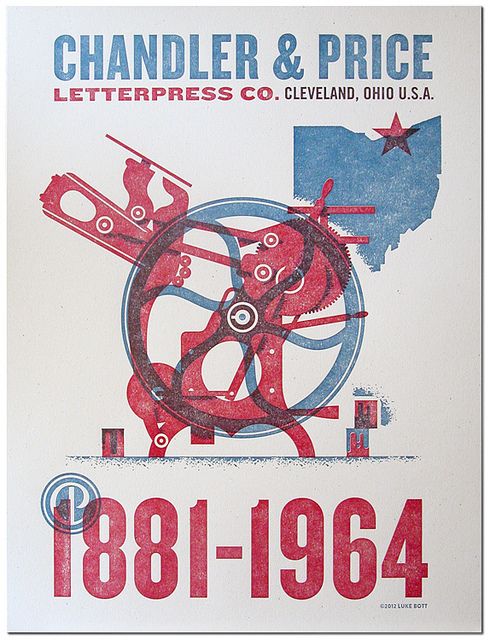 CHANDLER & PRICE
LETTERPRESS CO. CLEVELAND, OHIO U.S.A.
1881-1964
©2012 LUKE BOTT